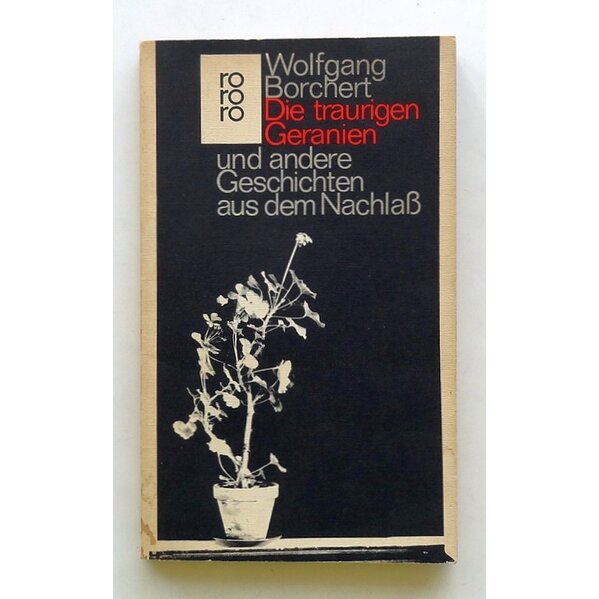 ro
ro
ro
Wolfgang
Borchert
Die traurigen
Geranien
und andere
Geschichten
aus dem Nachlaß